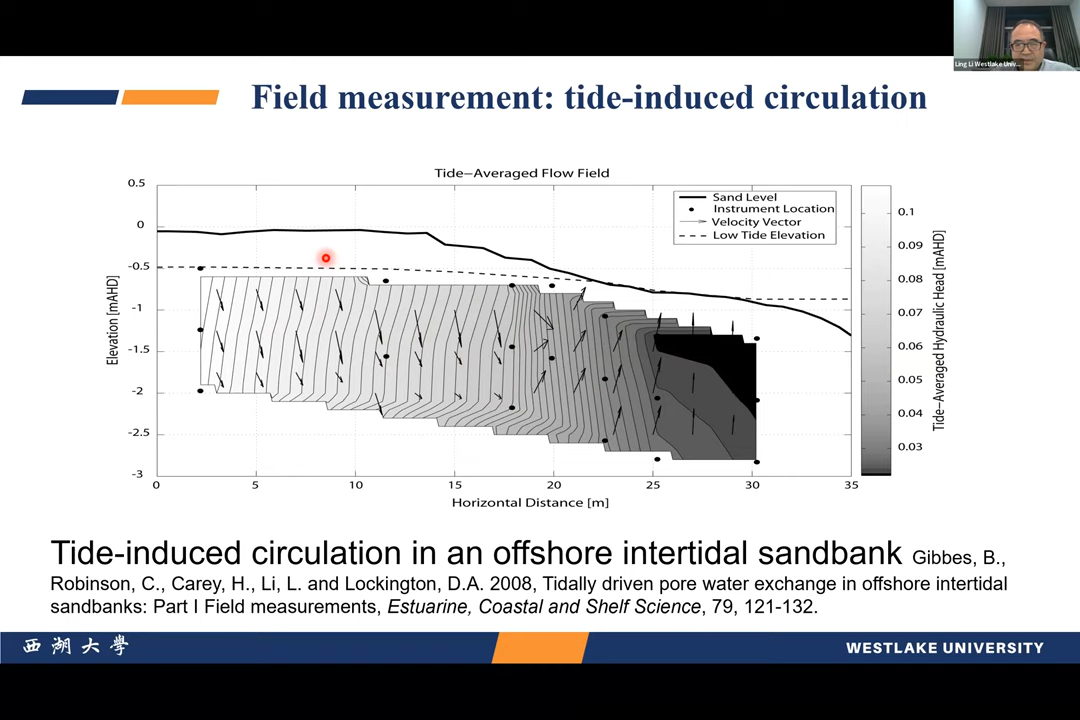 Ling Li Westlake Univ...
Field measurement: tide-induced circulation
Tide−Averaged Flow Field
0.5
0
-0.5
-1
-1.5
-2
-2.5
-3
Elevation [mAHD]
Sand Level
Instrument Location
Velocity Vector
Low Tide Elevation
0.1
0.09
0.08
0.07
0.06
0.05
0.04
0.03
Tide−Averaged Hydraulic Head [mAHD]
0 5 10 15 20 25 30 35
Horizontal Distance [m]
Tide-induced circulation in an offshore intertidal sandbank Gibbes, B.,
Robinson, C., Carey, H., Li, L. and Lockington, D.A. 2008, Tidally driven pore water exchange in offshore intertidal
sandbanks: Part I Field measurements, Estuarine, Coastal and Shelf Science, 79, 121-132.
西湖大學
WESTLAKE UNIVERSITY